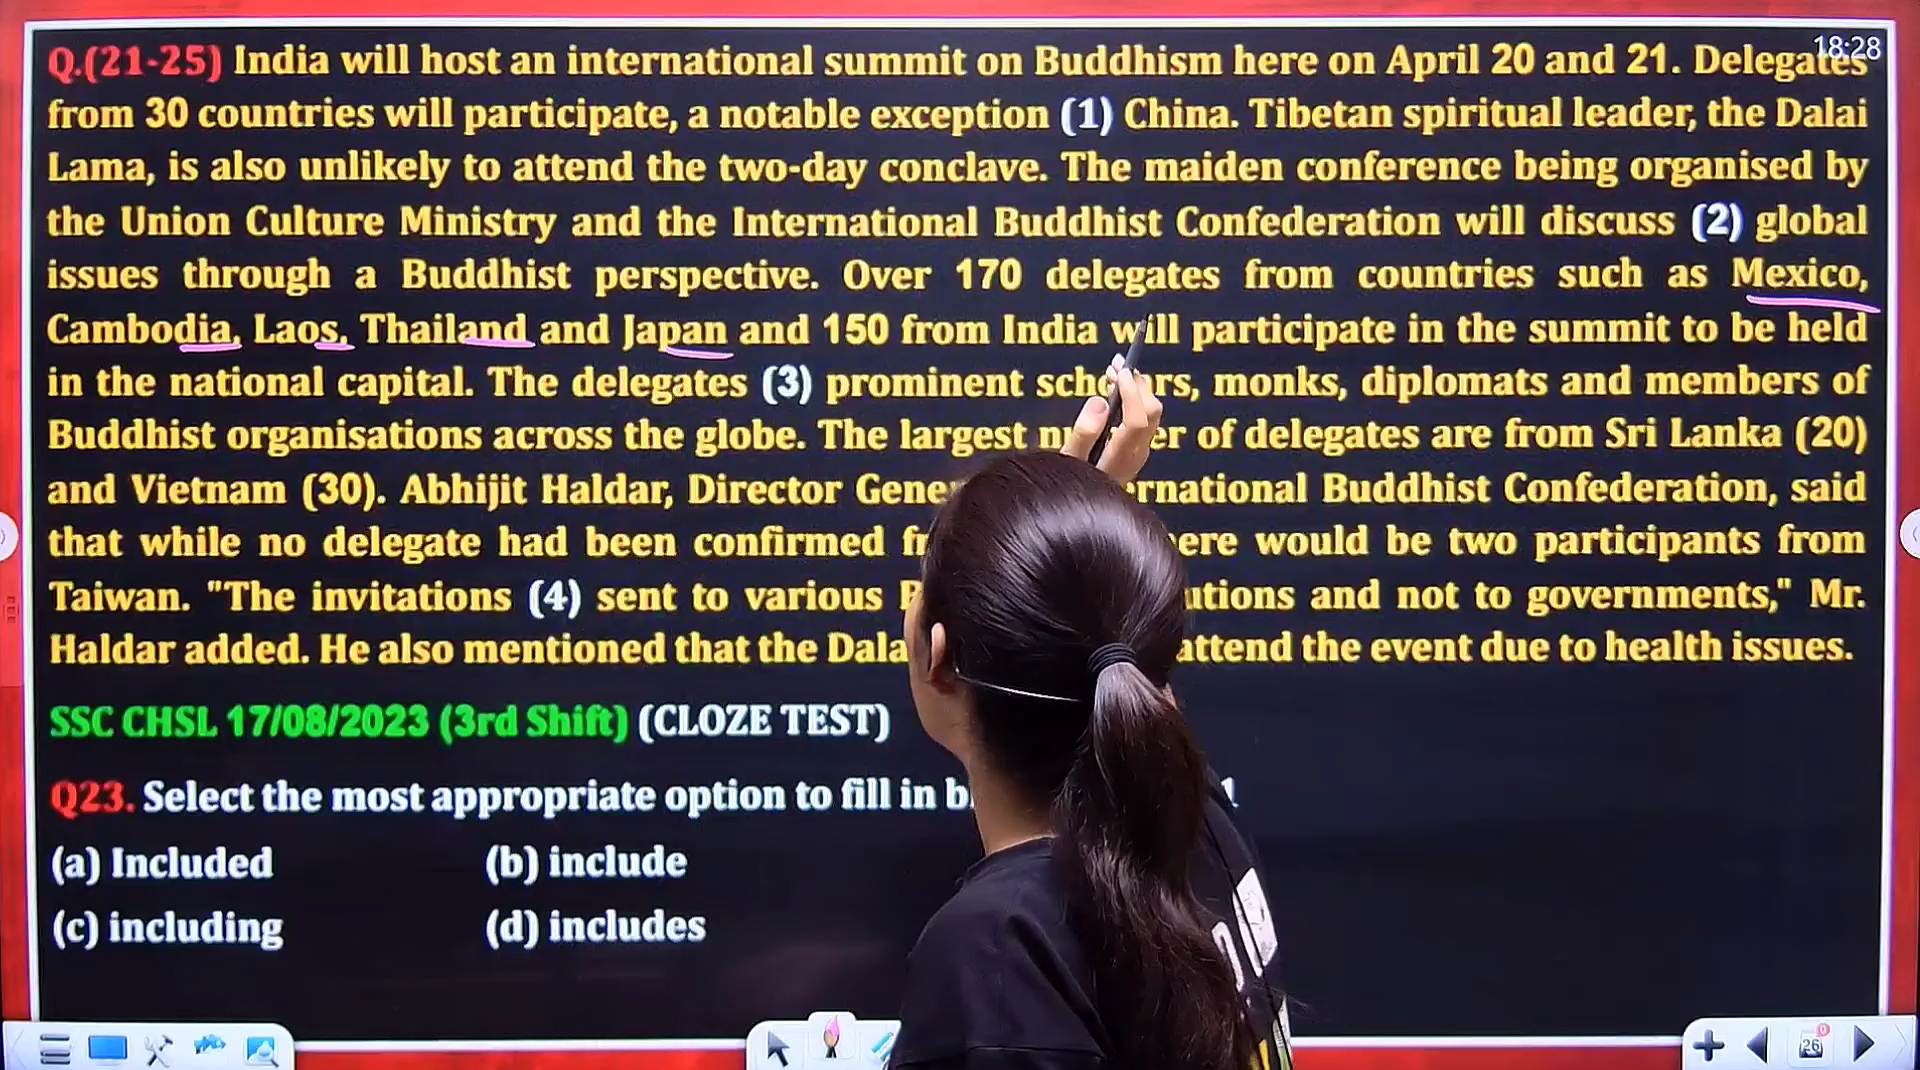 18:28
Q.(21-25) India will host an international summit on Buddhism here on April 20 and 21. Delegates
from 30 countries will participate, a notable exception (1) China. Tibetan spiritual leader, the Dalai
Lama, is also unlikely to attend the two-day conclave. The maiden conference being organised by
the Union Culture Ministry and the International Buddhist Confederation will discuss (2) global
issues through a Buddhist perspective. Over 170 delegates from countries such as Mexico,
Cambodia, Laos, Thailand and Japan and 150 from India will participate in the summit to be held
in the national capital. The delegates (3) prominent monks, diplomats and members of
Buddhist organisations across the globe. The largest of delegates are from Sri Lanka (20)
and Vietnam (30). Abhijit Haldar, Director Buddhist Confederation, said
that while no delegate had been confirmed would be two participants from
Taiwan. "The invitations (4) sent to various and not to governments," Mr.
Haldar added. He also mentioned that the attend the event due to health issues.
SSC CHSL 17/08/2023 (3rd Shift) (CLOZE TEST)
Q23. Select the most appropriate option to fill in
(a) Included (b) include
(c) including (d) includes
26
0